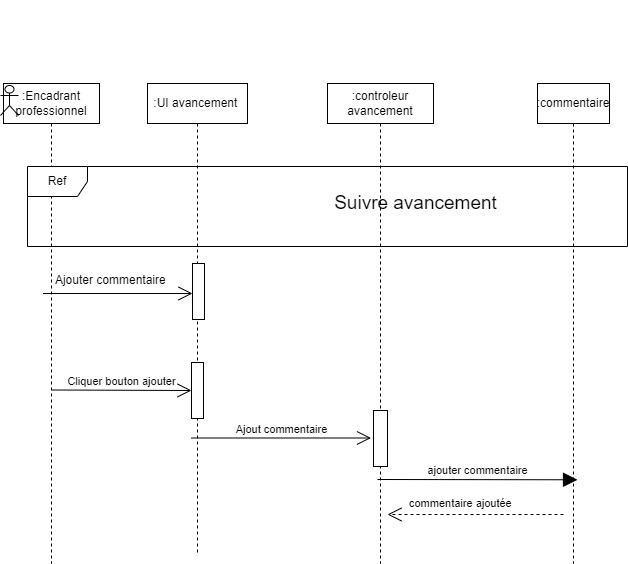 :Encadrant
professionnel
:UI avancement
:controleur
avancement
:commentaire
Ref
Suivre avancement
Ajouter commentaire
Cliquer bouton ajouter
Ajout commentaire
ajouter commentaire
commentaire ajoutée